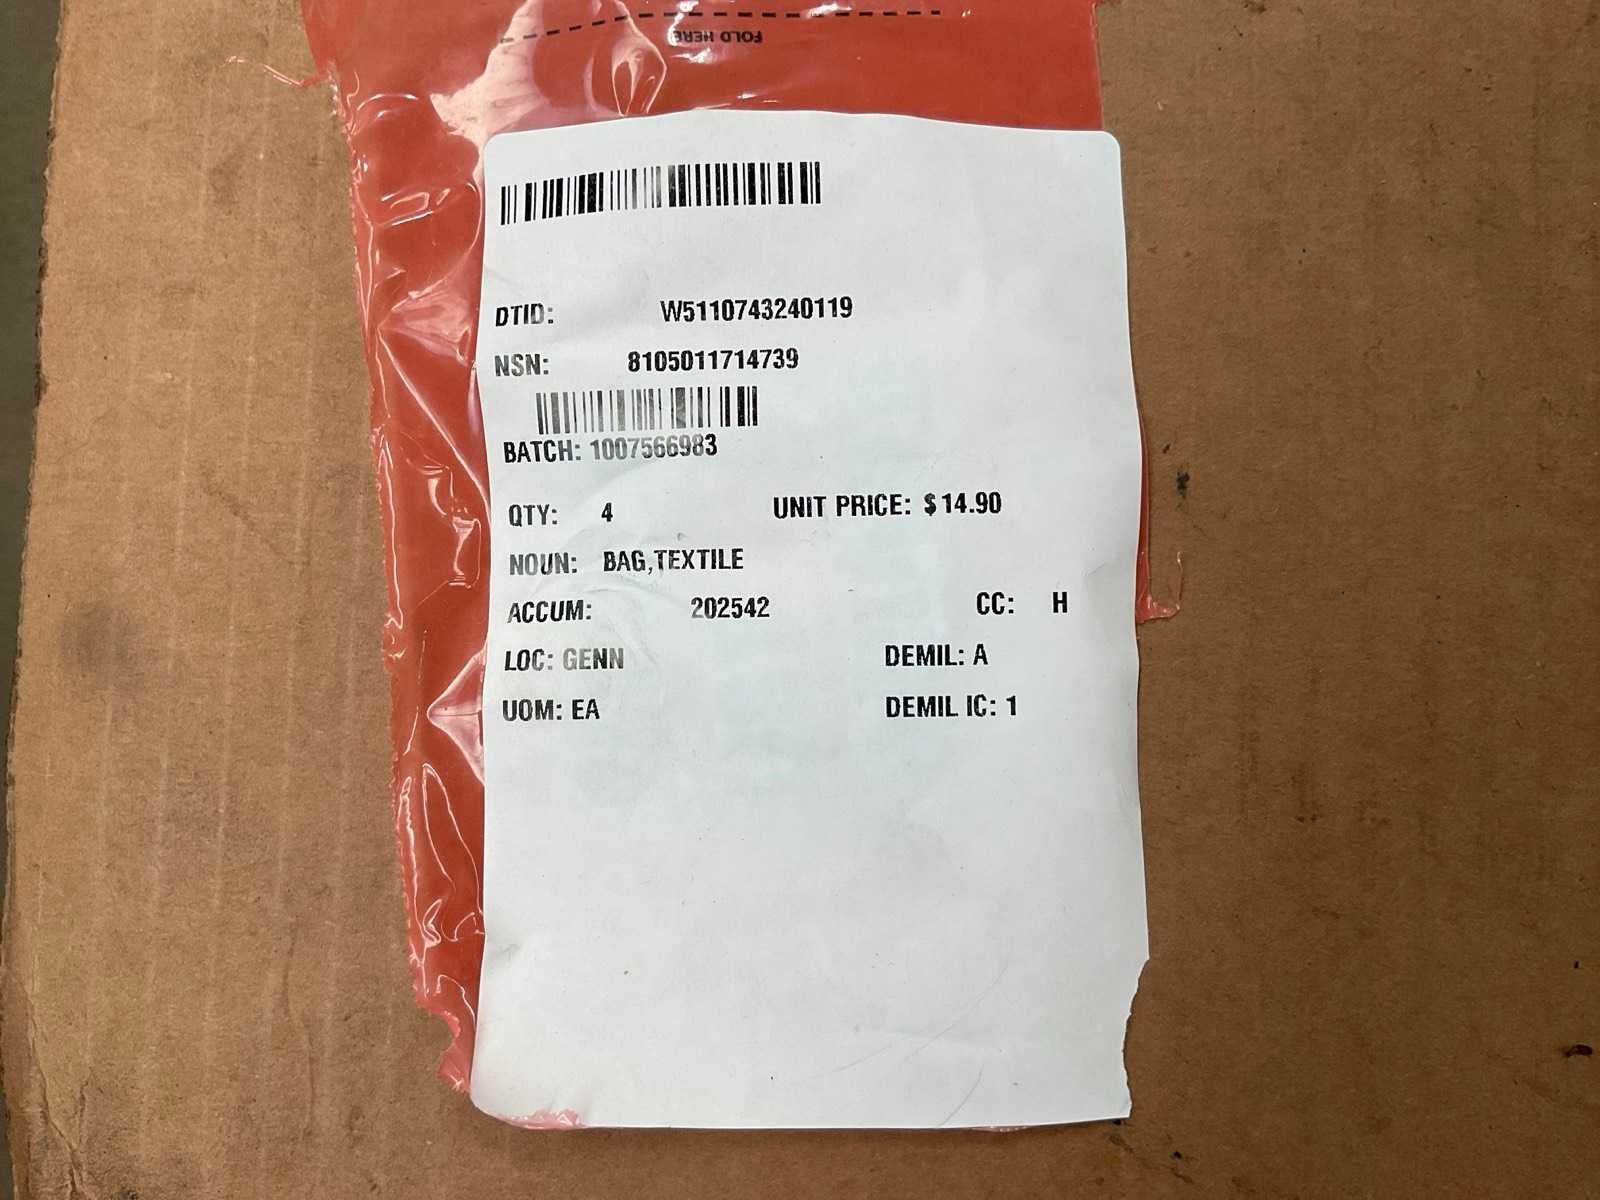 FOLD HERE
DTID: W5110743240119
NSN: 8105011714739
BATCH: 1007566983
QTY: 4 UNIT PRICE: $14.90
NOUN: BAG,TEXTILE
ACCUM: 202542 CC: H
LOC: GENN DEMIL: A
UOM: EA DEMIL IC: 1